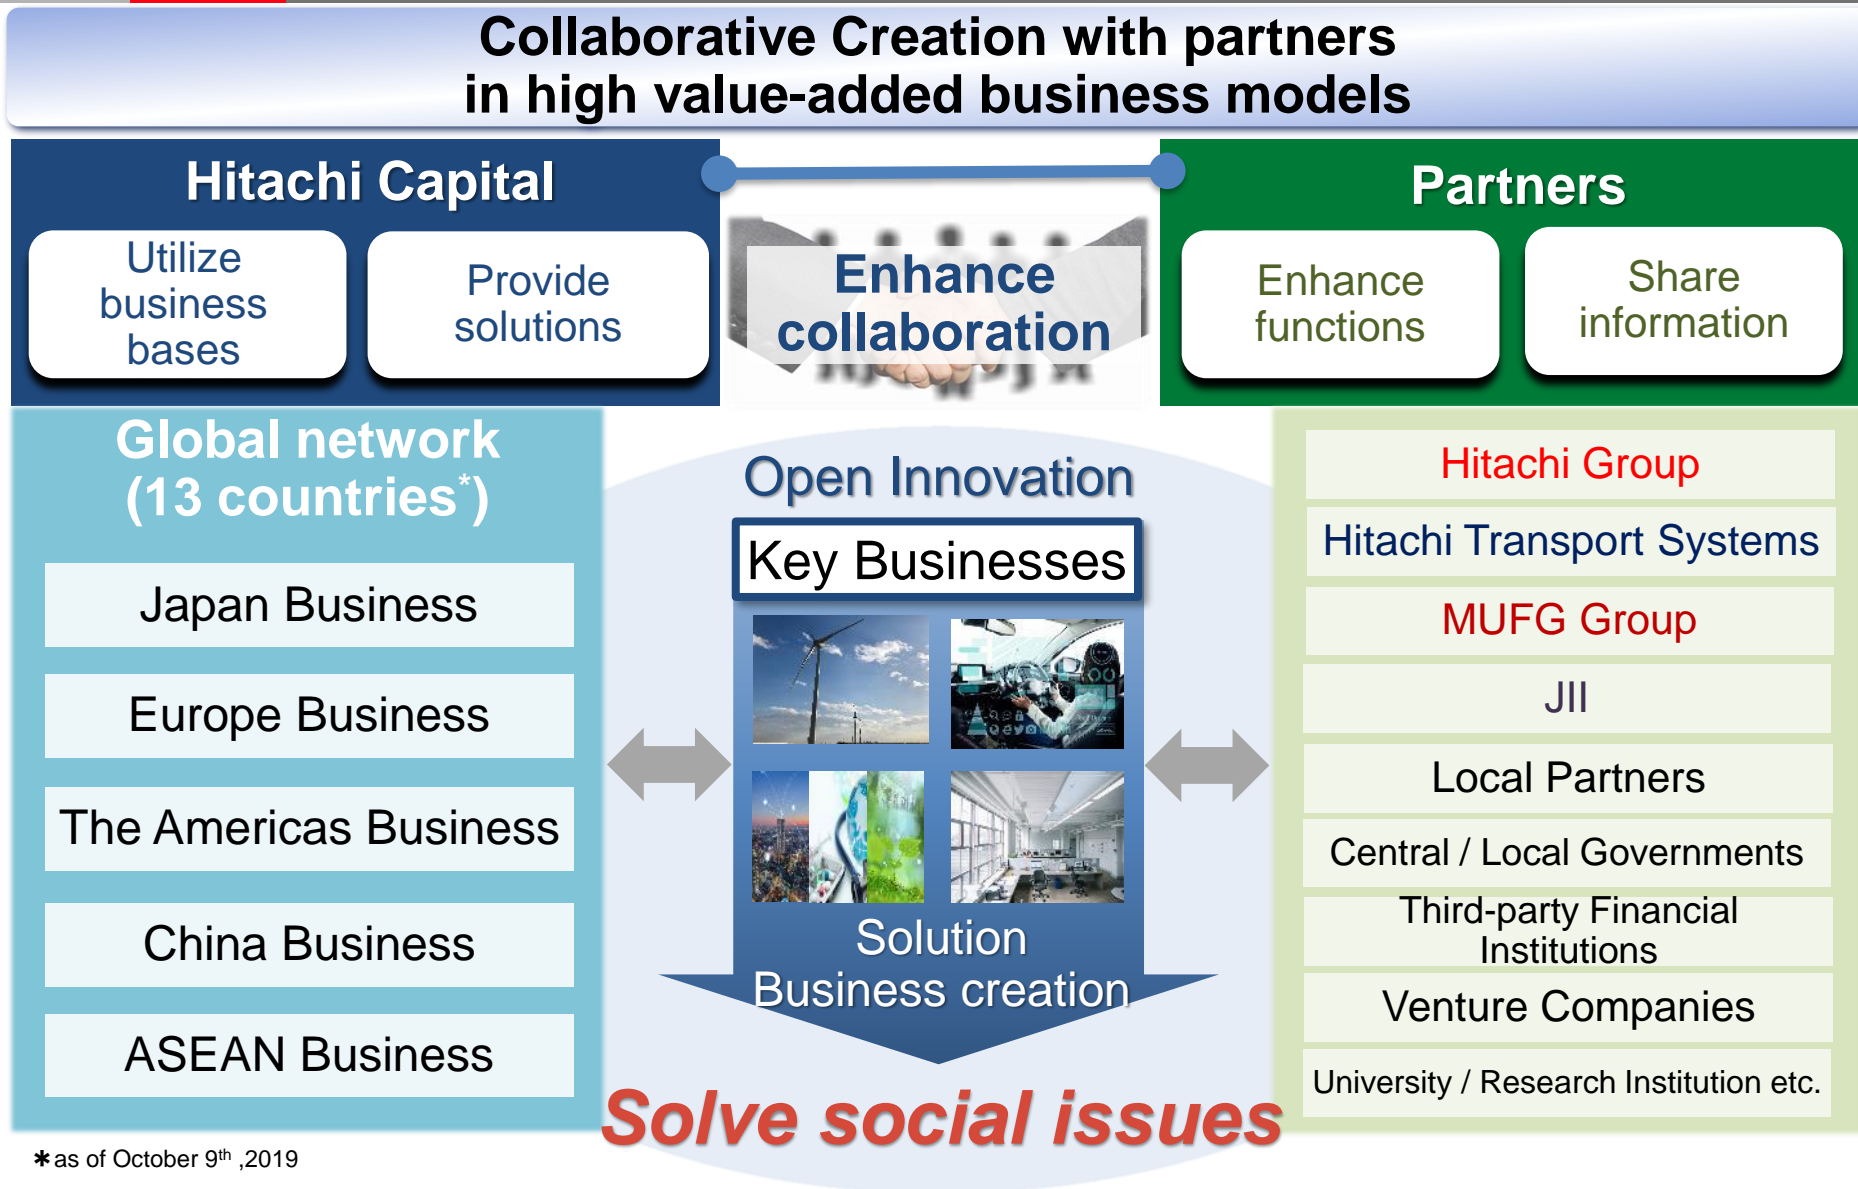 Collaborative Creation with partners
in high value-added business models
Hitachi Capital
Utilize
business
bases
Provide
solutions
Enhance
collaboration
Partners
Enhance
functions
Share
information
Global network
(13 countries*)
Japan Business
Europe Business
The Americas Business
China Business
ASEAN Business
Open Innovation
Key Businesses
Solution
Business creation
Solve social issues
Hitachi Group
Hitachi Transport Systems
MUFG Group
JII
Local Partners
Central / Local Governments
Third-party Financial
Institutions
Venture Companies
University / Research Institution etc.
*as of October 9th ,2019